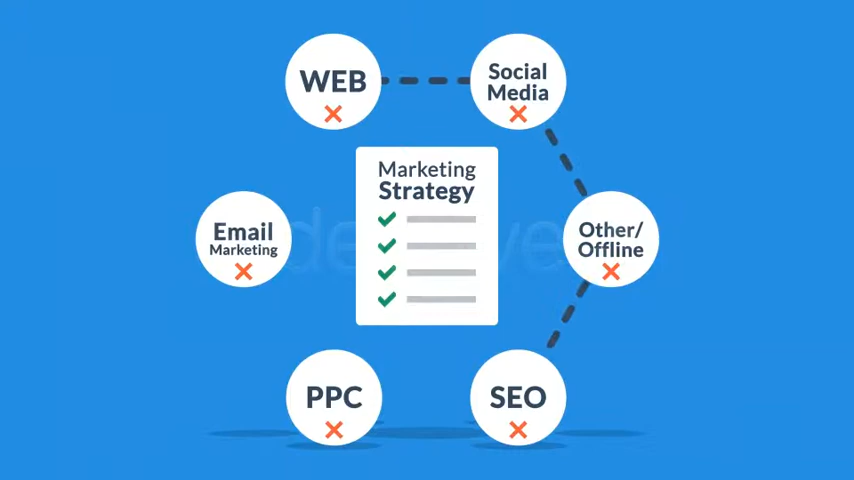 WEB
Social
Media
Marketing
Strategy
Email
Marketing
Other/
Offline
PPC
SEO